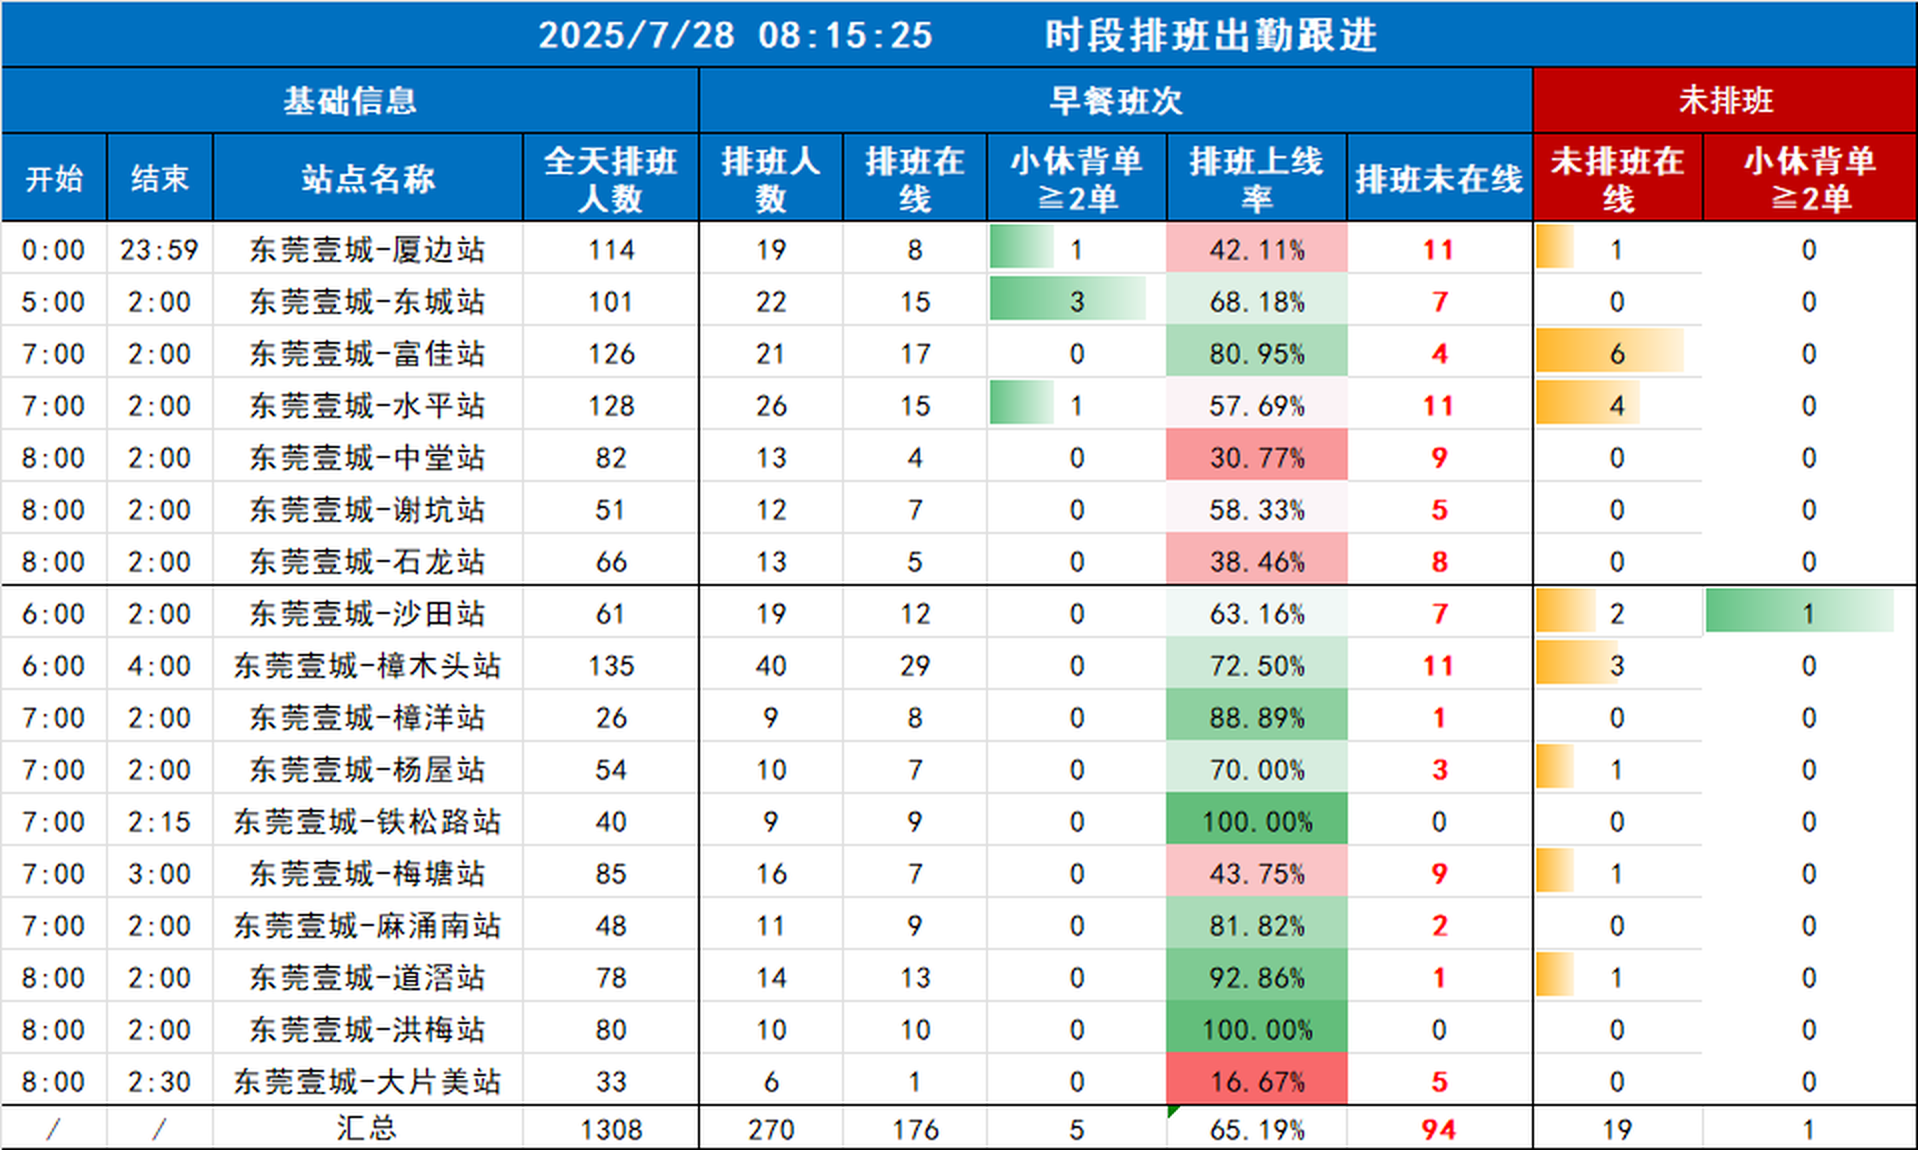 2025/7/28 08:15:25 时段排班出勤跟进
基础信息 早餐班次 未排班
开始 结束 站点名称 全天排班人数 排班人数 排班在线 小休背单≧2单 排班上线率 排班未在线 未排班在线 小休背单≧2单
0:00 23:59 东莞壹城-厦边站 114 19 8 1 42.11% 11 1 0
5:00 2:00 东莞壹城-东城站 101 22 15 3 68.18% 7 0 0
7:00 2:00 东莞壹城-富佳站 126 21 17 0 80.95% 4 6 0
7:00 2:00 东莞壹城-水平站 128 26 15 1 57.69% 11 4 0
8:00 2:00 东莞壹城-中堂站 82 13 4 0 30.77% 9 0 0
8:00 2:00 东莞壹城-谢坑站 51 12 7 0 58.33% 5 0 0
8:00 2:00 东莞壹城-石龙站 66 13 5 0 38.46% 8 0 0
6:00 2:00 东莞壹城-沙田站 61 19 12 0 63.16% 7 2 1
6:00 4:00 东莞壹城-樟木头站 135 40 29 0 72.50% 11 3 0
7:00 2:00 东莞壹城-樟洋站 26 9 8 0 88.89% 1 0 0
7:00 2:00 东莞壹城-杨屋站 54 10 7 0 70.00% 3 1 0
7:00 2:15 东莞壹城-铁松路站 40 9 9 0 100.00% 0 0 0
7:00 3:00 东莞壹城-梅塘站 85 16 7 0 43.75% 9 1 0
7:00 2:00 东莞壹城-麻涌南站 48 11 9 0 81.82% 2 0 0
8:00 2:00 东莞壹城-道滘站 78 14 13 0 92.86% 1 1 0
8:00 2:00 东莞壹城-洪梅站 80 10 10 0 100.00% 0 0 0
8:00 2:30 东莞壹城-大片美站 33 6 1 0 16.67% 5 0 0
/ / 汇总 1308 270 176 5 65.19% 94 19 1